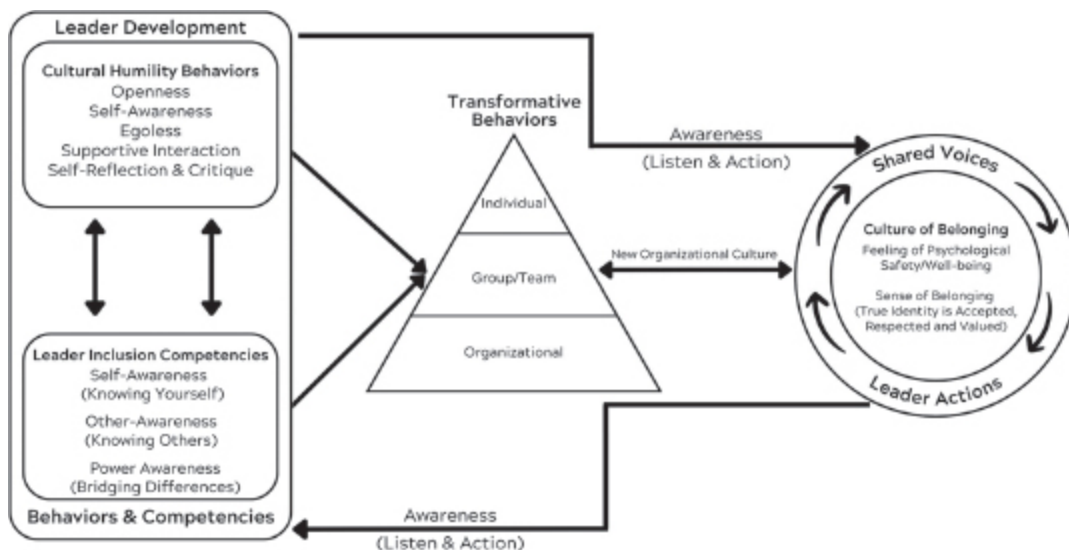 Leader Development
Cultural Humility Behaviors
Openness
Self-Awareness
Egoless
Supportive Interaction
Self-Reflection & Critique
Leader Inclusion Competencies
Self-Awareness
(Knowing Yourself)
Other-Awareness
(Knowing Others)
Power Awareness
(Bridging Differences)
Behaviors & Competencies
Transformative
Behaviors
Individual
Group/Team
Organizational
Awareness
(Listen & Action)
New Organizational Culture
Shared Voices
Culture of Belonging
Feeling of Psychological
Safety/Well-being
Sense of Belonging
(True Identity is Accepted,
Respected and Valued)
Leader Actions
Awareness
(Listen & Action)